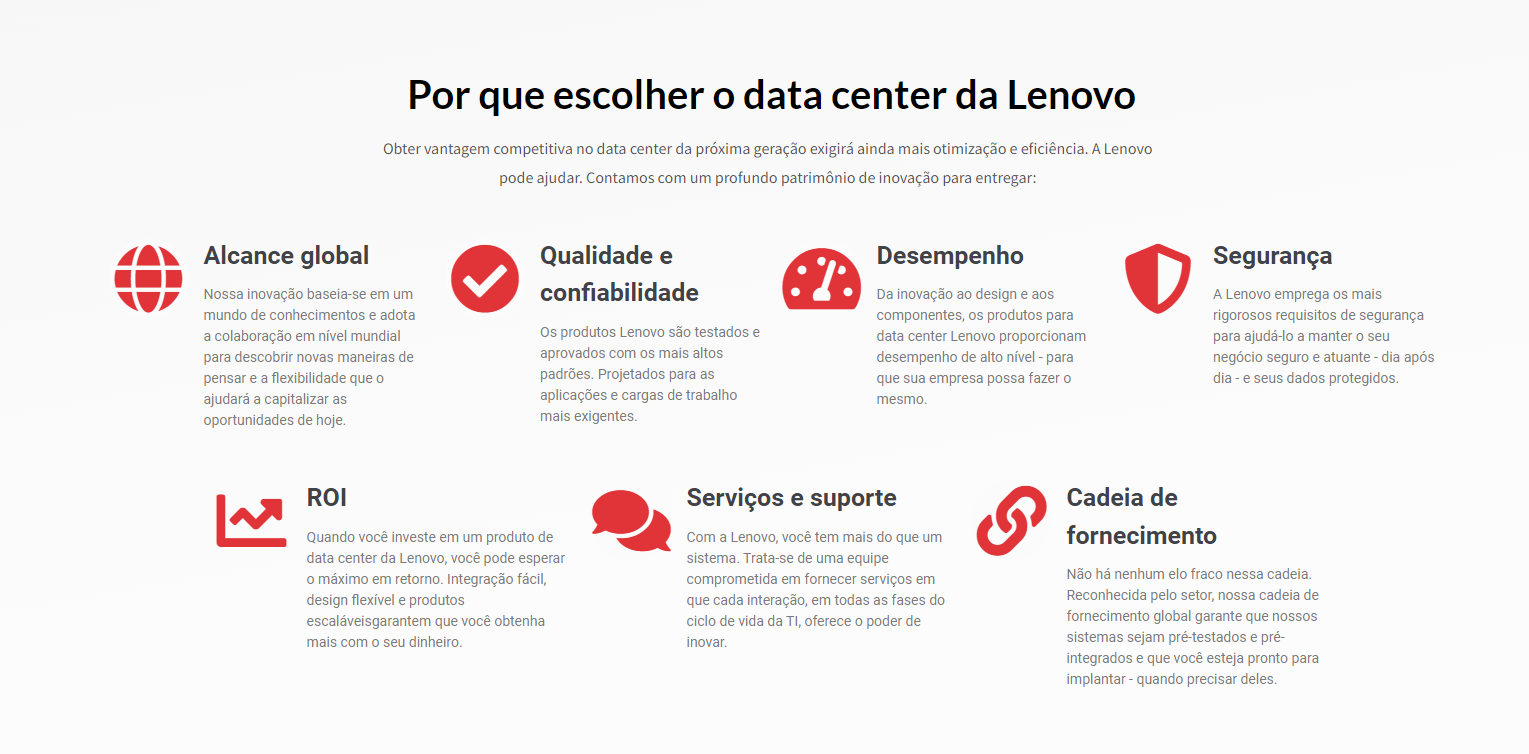 Por que escolher o data center da Lenovo
Obter vantagem competitiva no data center da próxima geração exigirá ainda mais otimização e eficiência. A Lenovo
pode ajudar. Contamos com um profundo patrimônio de inovação para entregar:
Alcance global
Nossa inovação baseia-se em um
mundo de conhecimentos e adota
a colaboração em nível mundial
para descobrir novas maneiras de
pensar e a flexibilidade que o
ajudará a capitalizar as
oportunidades de hoje.
Qualidade e
confiabilidade
Os produtos Lenovo são testados e
aprovados com os mais altos
padrões. Projetados para as
aplicações e cargas de trabalho
mais exigentes.
Desempenho
Da inovação ao design e aos
componentes, os produtos para
data center Lenovo proporcionam
desempenho de alto nível - para
que sua empresa possa fazer o
mesmo.
Segurança
A Lenovo emprega os mais
rigorosos requisitos de segurança
para ajudá-lo a manter o seu
negócio seguro e atuante - dia após
dia - e seus dados protegidos.
ROI
Quando você investe em um produto de
data center da Lenovo, você pode esperar
o máximo em retorno. Integração fácil,
design flexível e produtos
escaláveisgarantem que você obtenha
mais com o seu dinheiro.
Serviços e suporte
Com a Lenovo, você tem mais do que um
sistema. Trata-se de uma equipe
comprometida em fornecer serviços em
que cada interação, em todas as fases do
ciclo de vida da TI, oferece o poder de
inovar.
Cadeia de
fornecimento
Não há nenhum elo fraco nessa cadeia.
Reconhecida pelo setor, nossa cadeia de
fornecimento global garante que nossos
sistemas sejam pré-testados e pré-
integrados e que você esteja pronto para
implantar - quando precisar deles.